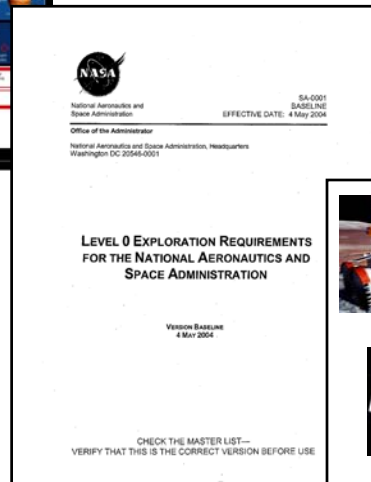 NASA
SA-0001
National Aeronautics and BASELINE
Space Administration EFFECTIVE DATE: 4 May 2004
Office of the Administrator
National Aeronautics and Space Administration, Headquarters
Washington DC 20546-0001
LEVEL 0 EXPLORATION REQUIREMENTS
FOR THE NATIONAL AERONAUTICS AND
SPACE ADMINISTRATION
VERSION BASELINE
4 MAY 2004
CHECK THE MASTER LIST—
VERIFY THAT THIS IS THE CORRECT VERSION BEFORE USE